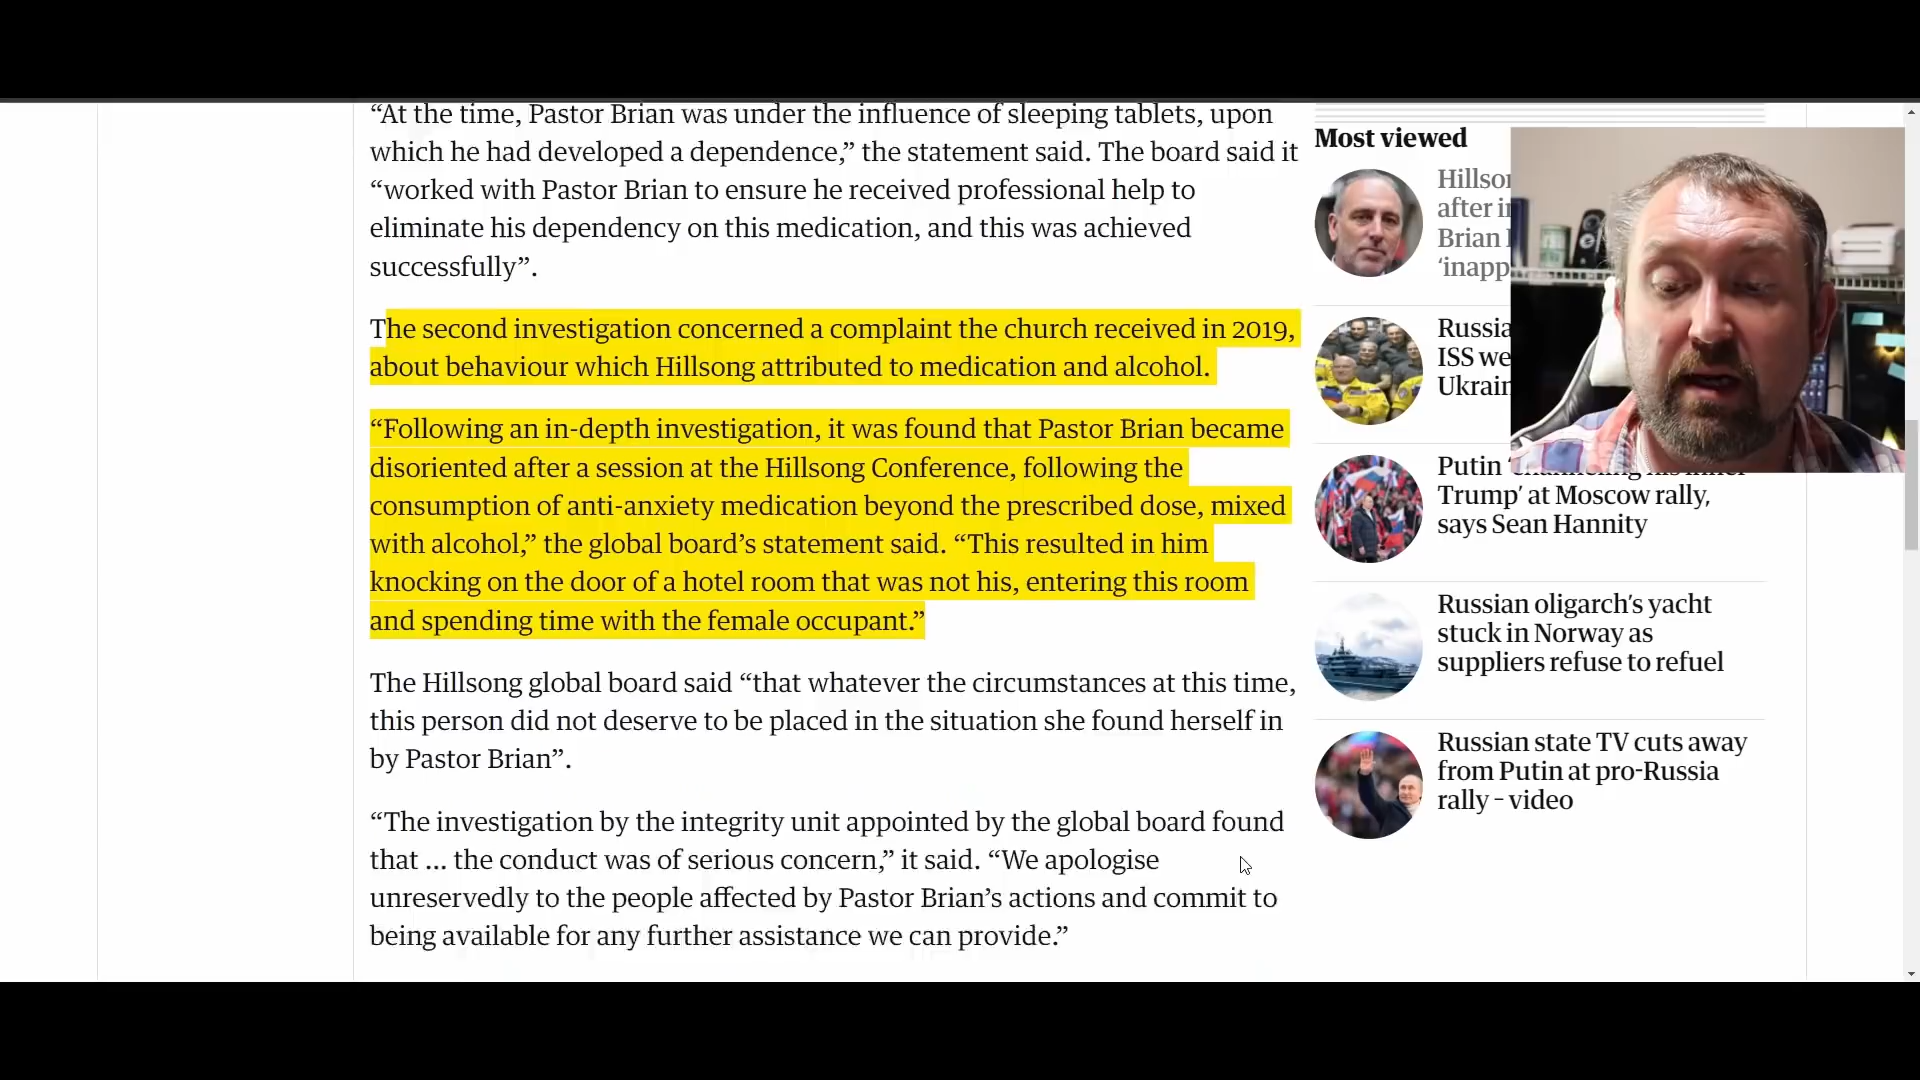 “At the time, Pastor Brian was under the influence of sleeping tablets, upon
which he had developed a dependence,” the statement said. The board said it
“worked with Pastor Brian to ensure he received professional help to
eliminate his dependency on this medication, and this was achieved
successfully”.
The second investigation concerned a complaint the church received in 2019,
about behaviour which Hillsong attributed to medication and alcohol.
“Following an in-depth investigation, it was found that Pastor Brian became
disoriented after a session at the Hillsong Conference, following the
consumption of anti-anxiety medication beyond the prescribed dose, mixed
with alcohol,” the global board’s statement said. “This resulted in him
knocking on the door of a hotel room that was not his, entering this room
and spending time with the female occupant.”
The Hillsong global board said “that whatever the circumstances at this time,
this person did not deserve to be placed in the situation she found herself in
by Pastor Brian”.
“The investigation by the integrity unit appointed by the global board found
that ... the conduct was of serious concern,” it said. “We apologise
unreservedly to the people affected by Pastor Brian’s actions and commit to
being available for any further assistance we can provide.”
Most viewed
after
Brian
Russia
ISS we
Ukrain
Putin
Trump’ at Moscow rally,
says Sean Hannity
Russian oligarch’s yacht
stuck in Norway as
suppliers refuse to refuel
Russian state TV cuts away
from Putin at pro-Russia
rally – video